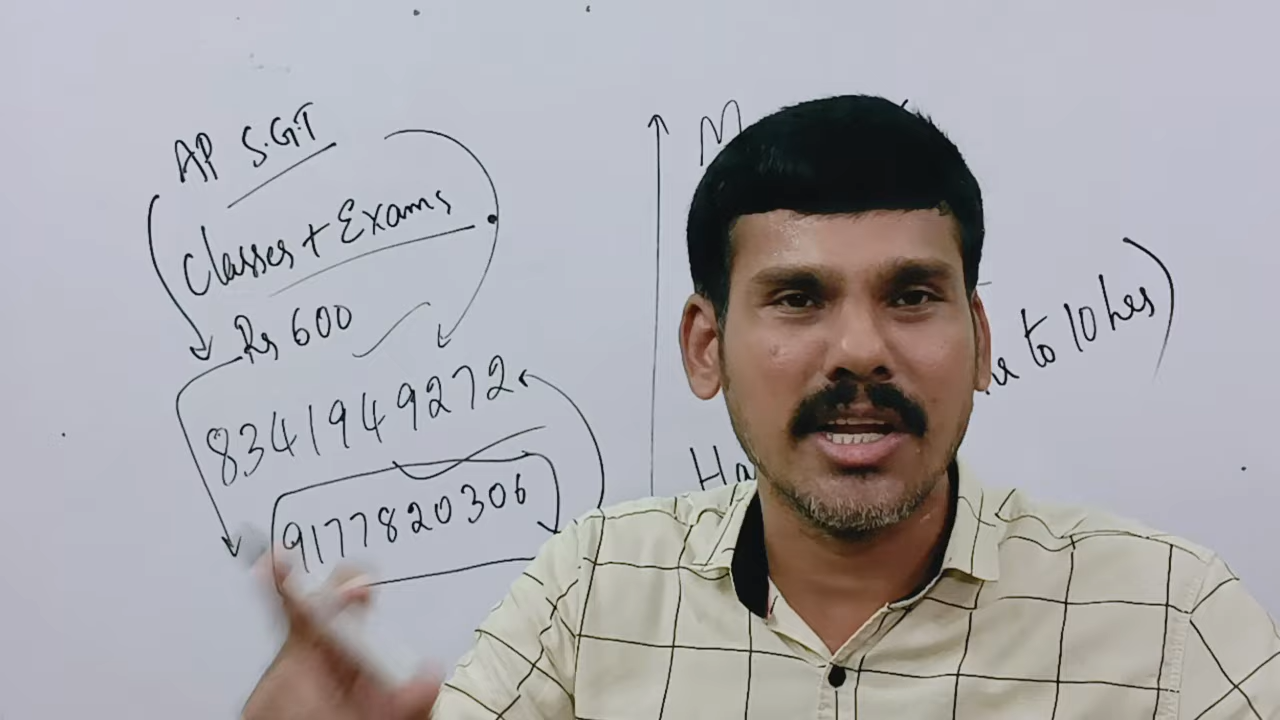 AP S.G.T
Classes + Exams
Rs 600
8341949272
9177820306
to 10 hrs)